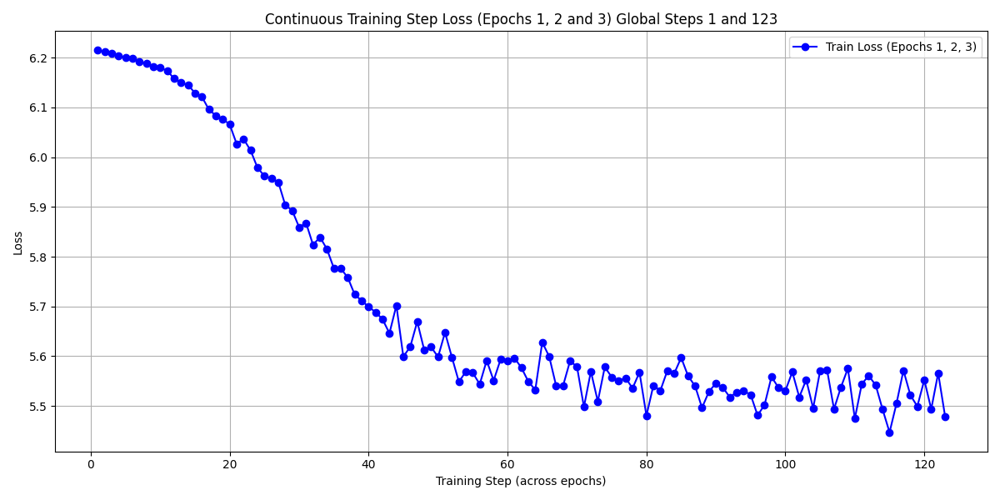 Continuous Training Step Loss (Epochs 1, 2 and 3) Global Steps 1 and 123
Train Loss (Epochs 1, 2, 3)
Loss
6.2
6.1
6.0
5.9
5.8
5.7
5.6
5.5
0 20 40 60 80 100 120
Training Step (across epochs)